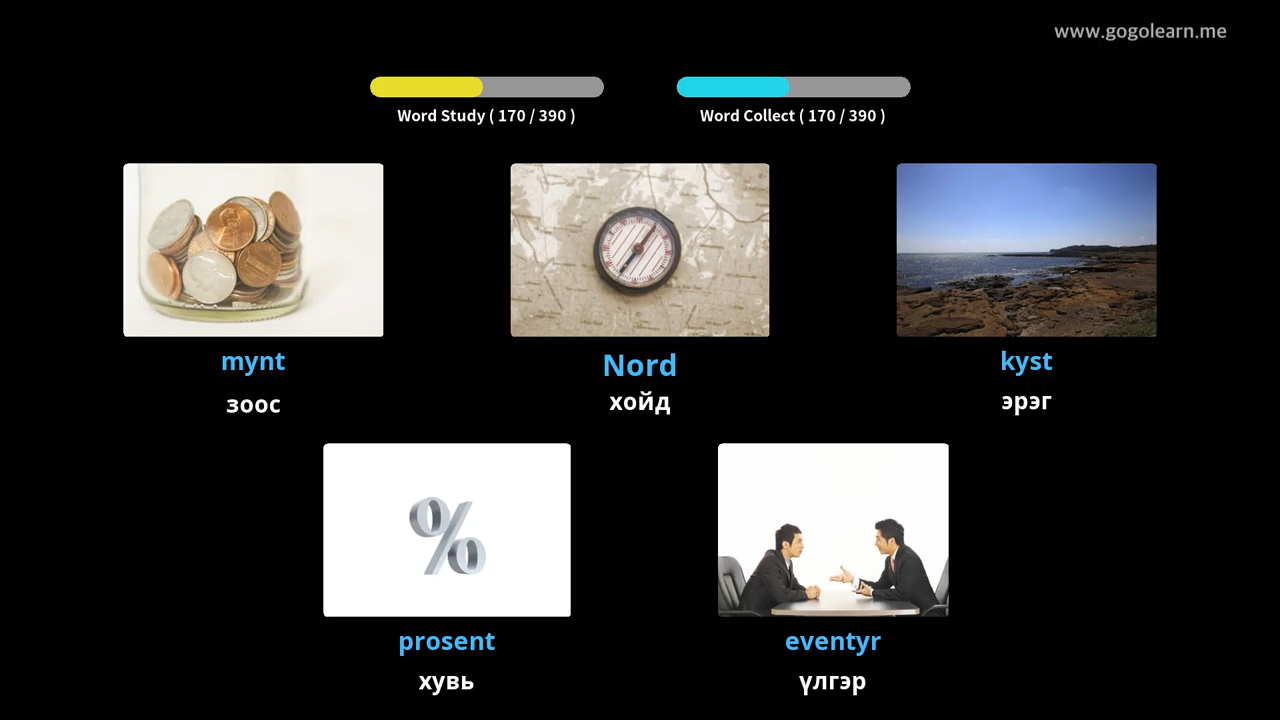 www.gogolearn.me
Word Study ( 170 / 390 )
Word Collect ( 170 / 390 )
mynt
Nord
kyst
зоос
хойд
эрэг
prosent
eventyr
хувь
үлгэр